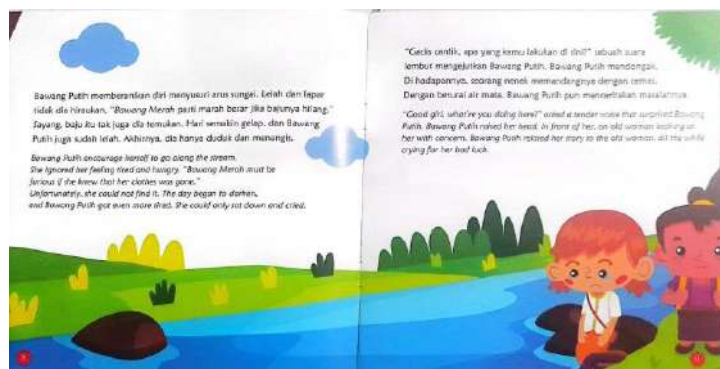 Bawang Putih memberanikan diri menyusuri arus sungai. Lelah dan lapar
tidak dia hiraukan. "Bawang Merah pasti marah besar jika bajunya hilang."
Sayang, baju itu tak juga dia temukan. Hari semakin gelap, dan Bawang
Putih juga sudah lelah. Akhirnya, dia hanya duduk dan menangis.
Bawang Putih encourage herself to go along the stream.
She ignored her feeling tired and hungry. "Bawang Merah must be
furious if she knew that her clothes was gone."
Unfortunately, she could not find it. The day began to darken,
and Bawang Putih got even more tired. She could only sat down and cried.
"Gadis cantik, apa yang kamu lakukan di sini?" sebuah suara
lembut mengejutkan Bawang Putih. Bawang Putih mendongak.
Di hadapannya, seorang nenek memandangnya dengan cemas.
Dengan berurai air mata, Bawang Putih pun menceritakan masalahnya.
"Good girl, what're you doing here?" asked a tender voice that surprised Bawang
Putih. Bawang Putih raised her head. In front of her, an old woman looking at
her with concern. Bawang Putih related her story to the old woman, all the while
crying for her bad luck.